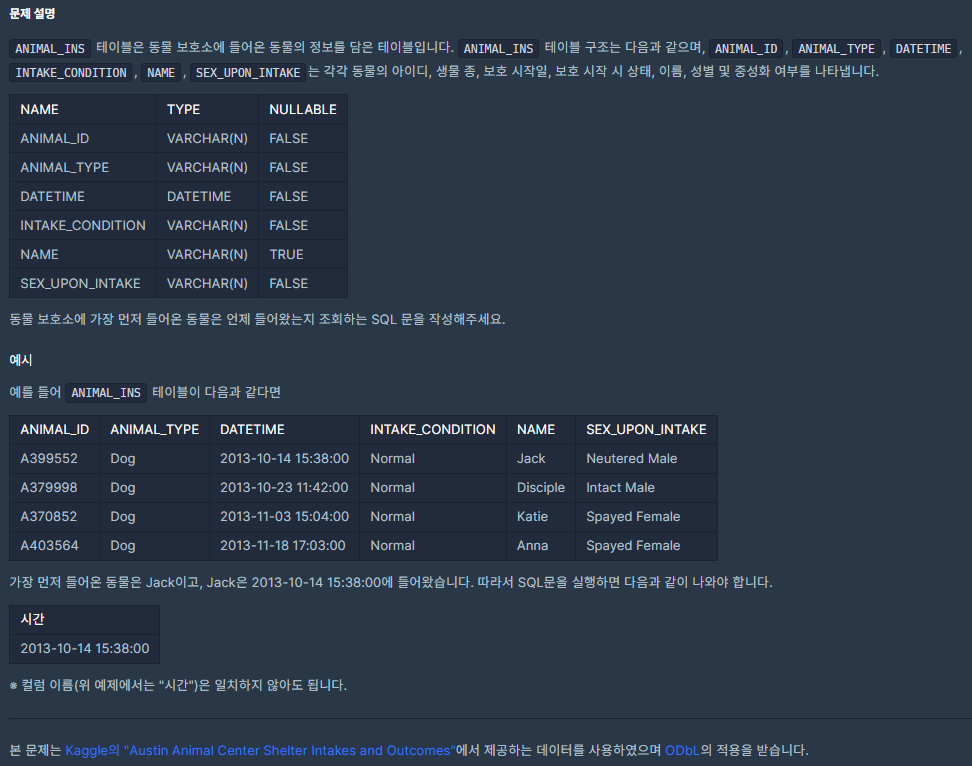 문제 설명
ANIMAL_INS 테이블은 동물 보호소에 들어온 동물의 정보를 담은 테이블입니다. ANIMAL_INS 테이블 구조는 다음과 같으며, ANIMAL_ID , ANIMAL_TYPE , DATETIME ,
INTAKE_CONDITION , NAME , SEX_UPON_INTAKE 는 각각 동물의 아이디, 생물 종, 보호 시작일, 보호 시작 시 상태, 이름, 성별 및 중성화 여부를 나타냅니다.
NAME TYPE NULLABLE
ANIMAL_ID VARCHAR(N) FALSE
ANIMAL_TYPE VARCHAR(N) FALSE
DATETIME DATETIME FALSE
INTAKE_CONDITION VARCHAR(N) FALSE
NAME VARCHAR(N) TRUE
SEX_UPON_INTAKE VARCHAR(N) FALSE
동물 보호소에 가장 먼저 들어온 동물은 언제 들어왔는지 조회하는 SQL 문을 작성해주세요.
예시
예를 들어 ANIMAL_INS 테이블이 다음과 같다면
ANIMAL_ID ANIMAL_TYPE DATETIME INTAKE_CONDITION NAME SEX_UPON_INTAKE
A399552 Dog 2013-10-14 15:38:00 Normal Jack Neutered Male
A379998 Dog 2013-10-23 11:42:00 Normal Disciple Intact Male
A370852 Dog 2013-11-03 15:04:00 Normal Katie Spayed Female
A403564 Dog 2013-11-18 17:03:00 Normal Anna Spayed Female
가장 먼저 들어온 동물은 Jack이고, Jack은 2013-10-14 15:38:00에 들어왔습니다. 따라서 SQL문을 실행하면 다음과 같이 나와야 합니다.
시간
2013-10-14 15:38:00
※ 컬럼 이름(위 예제에서는 "시간")은 일치하지 않아도 됩니다.
본 문제는 Kaggle의 "Austin Animal Center Shelter Intakes and Outcomes"에서 제공하는 데이터를 사용하였으며 ODbL의 적용을 받습니다.